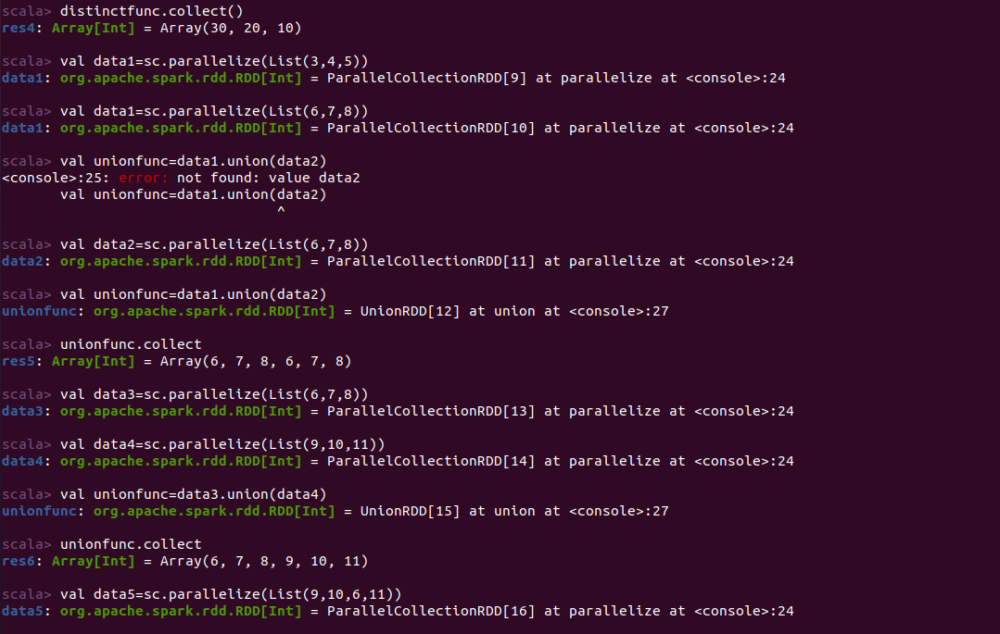 scala> distinctfunc.collect()
res4: Array[Int] = Array(30, 20, 10)
scala> val data1=sc.parallelize(List(3,4,5))
data1: org.apache.spark.rdd.RDD[Int] = ParallelCollectionRDD[9] at parallelize at <console>:24
scala> val data1=sc.parallelize(List(6,7,8))
data1: org.apache.spark.rdd.RDD[Int] = ParallelCollectionRDD[10] at parallelize at <console>:24
scala> val unionfunc=data1.union(data2)
<console>:25: error: not found: value data2
       val unionfunc=data1.union(data2)
                                 ^
scala> val data2=sc.parallelize(List(6,7,8))
data2: org.apache.spark.rdd.RDD[Int] = ParallelCollectionRDD[11] at parallelize at <console>:24
scala> val unionfunc=data1.union(data2)
unionfunc: org.apache.spark.rdd.RDD[Int] = UnionRDD[12] at union at <console>:27
scala> unionfunc.collect
res5: Array[Int] = Array(6, 7, 8, 6, 7, 8)
scala> val data3=sc.parallelize(List(6,7,8))
data3: org.apache.spark.rdd.RDD[Int] = ParallelCollectionRDD[13] at parallelize at <console>:24
scala> val data4=sc.parallelize(List(9,10,11))
data4: org.apache.spark.rdd.RDD[Int] = ParallelCollectionRDD[14] at parallelize at <console>:24
scala> val unionfunc=data3.union(data4)
unionfunc: org.apache.spark.rdd.RDD[Int] = UnionRDD[15] at union at <console>:27
scala> unionfunc.collect
res6: Array[Int] = Array(6, 7, 8, 9, 10, 11)
scala> val data5=sc.parallelize(List(9,10,6,11))
data5: org.apache.spark.rdd.RDD[Int] = ParallelCollectionRDD[16] at parallelize at <console>:24